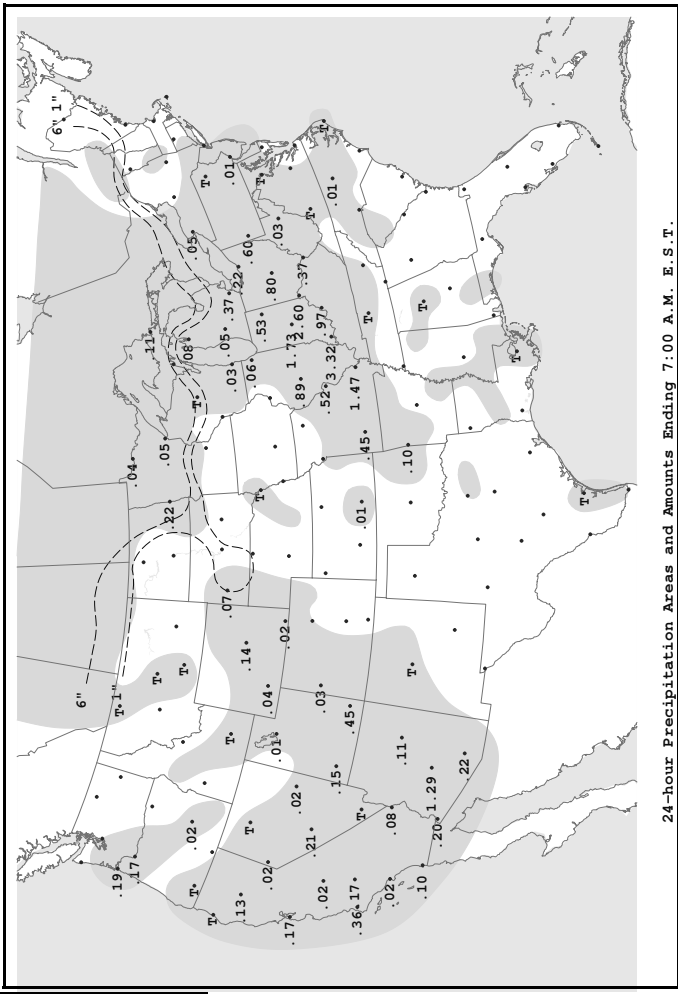 6" 1"
6"
1"
T
.19
.17
.04
.11
T
.05
.22
T
.08
.02
.05
T
T
T
T
.05
.07
.37
.01
T
.03
.22
.13
.14
.60
T
.06
T
.53
T
.02
.04
.80
.01
.03
.02
.17
1.73
.02
2.60
.89
.37
.21
T
.03
.97
.02
T
.52
3.32
.01
.15
.45
.17
.36
1.47
T
.01
.45
T
.02
.08
.11
.10
T
.10
T
1.29
.20
.22
T
T
24-hour Precipitation Areas and Amounts Ending 7:00 A.M. E.S.T.